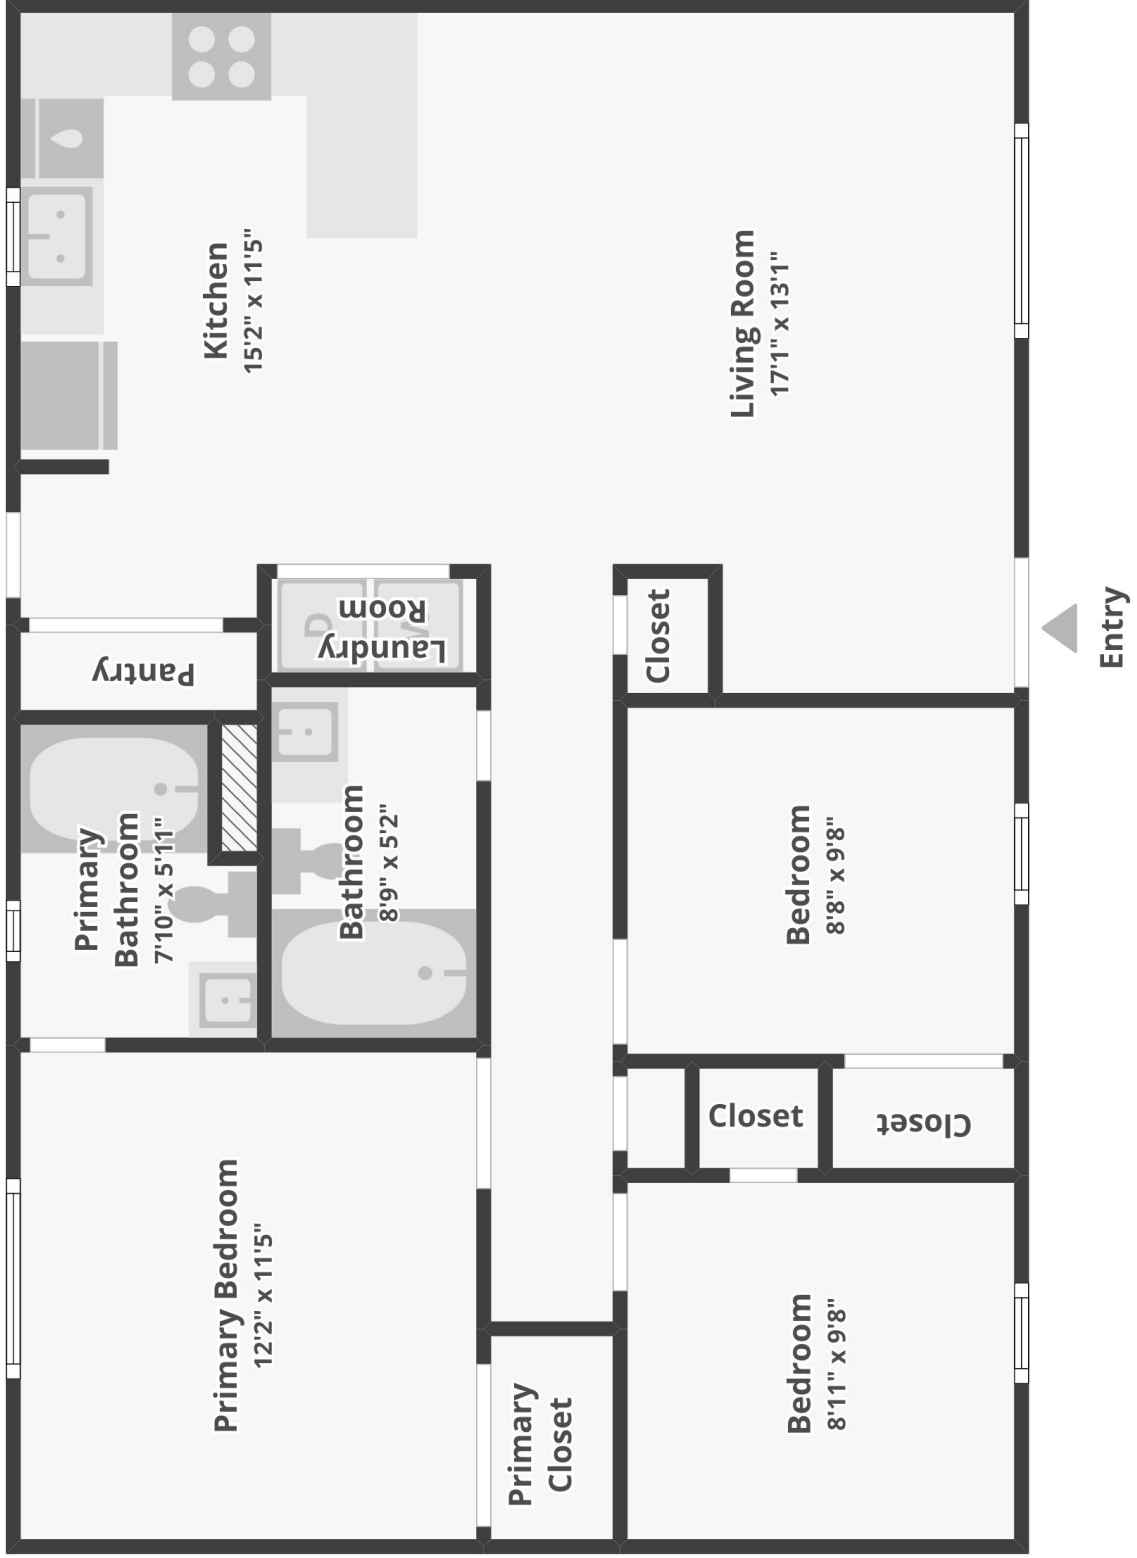 Primary Bedroom
12'2" x 11'5"
Primary
Bathroom
7'10" x 5'11"
Pantry
Kitchen
15'2" x 11'5"
Bathroom
8'9" x 5'2"
Laundry
Room
D
W
Primary
Closet
Closet
Living Room
17'1" x 13'1"
Bedroom
8'11" x 9'8"
Closet
Closet
Bedroom
8'8" x 9'8"
Entry